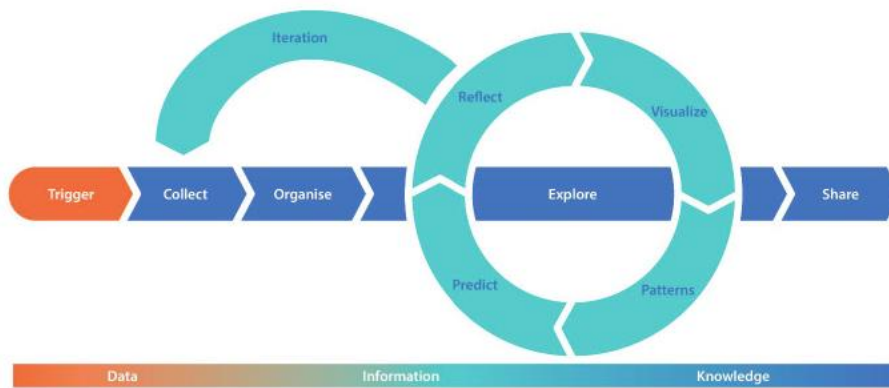 Iteration
Reflect
Visualize
Trigger
Collect
Organise
Explore
Share
Predict
Patterns
Data
Information
Knowledge